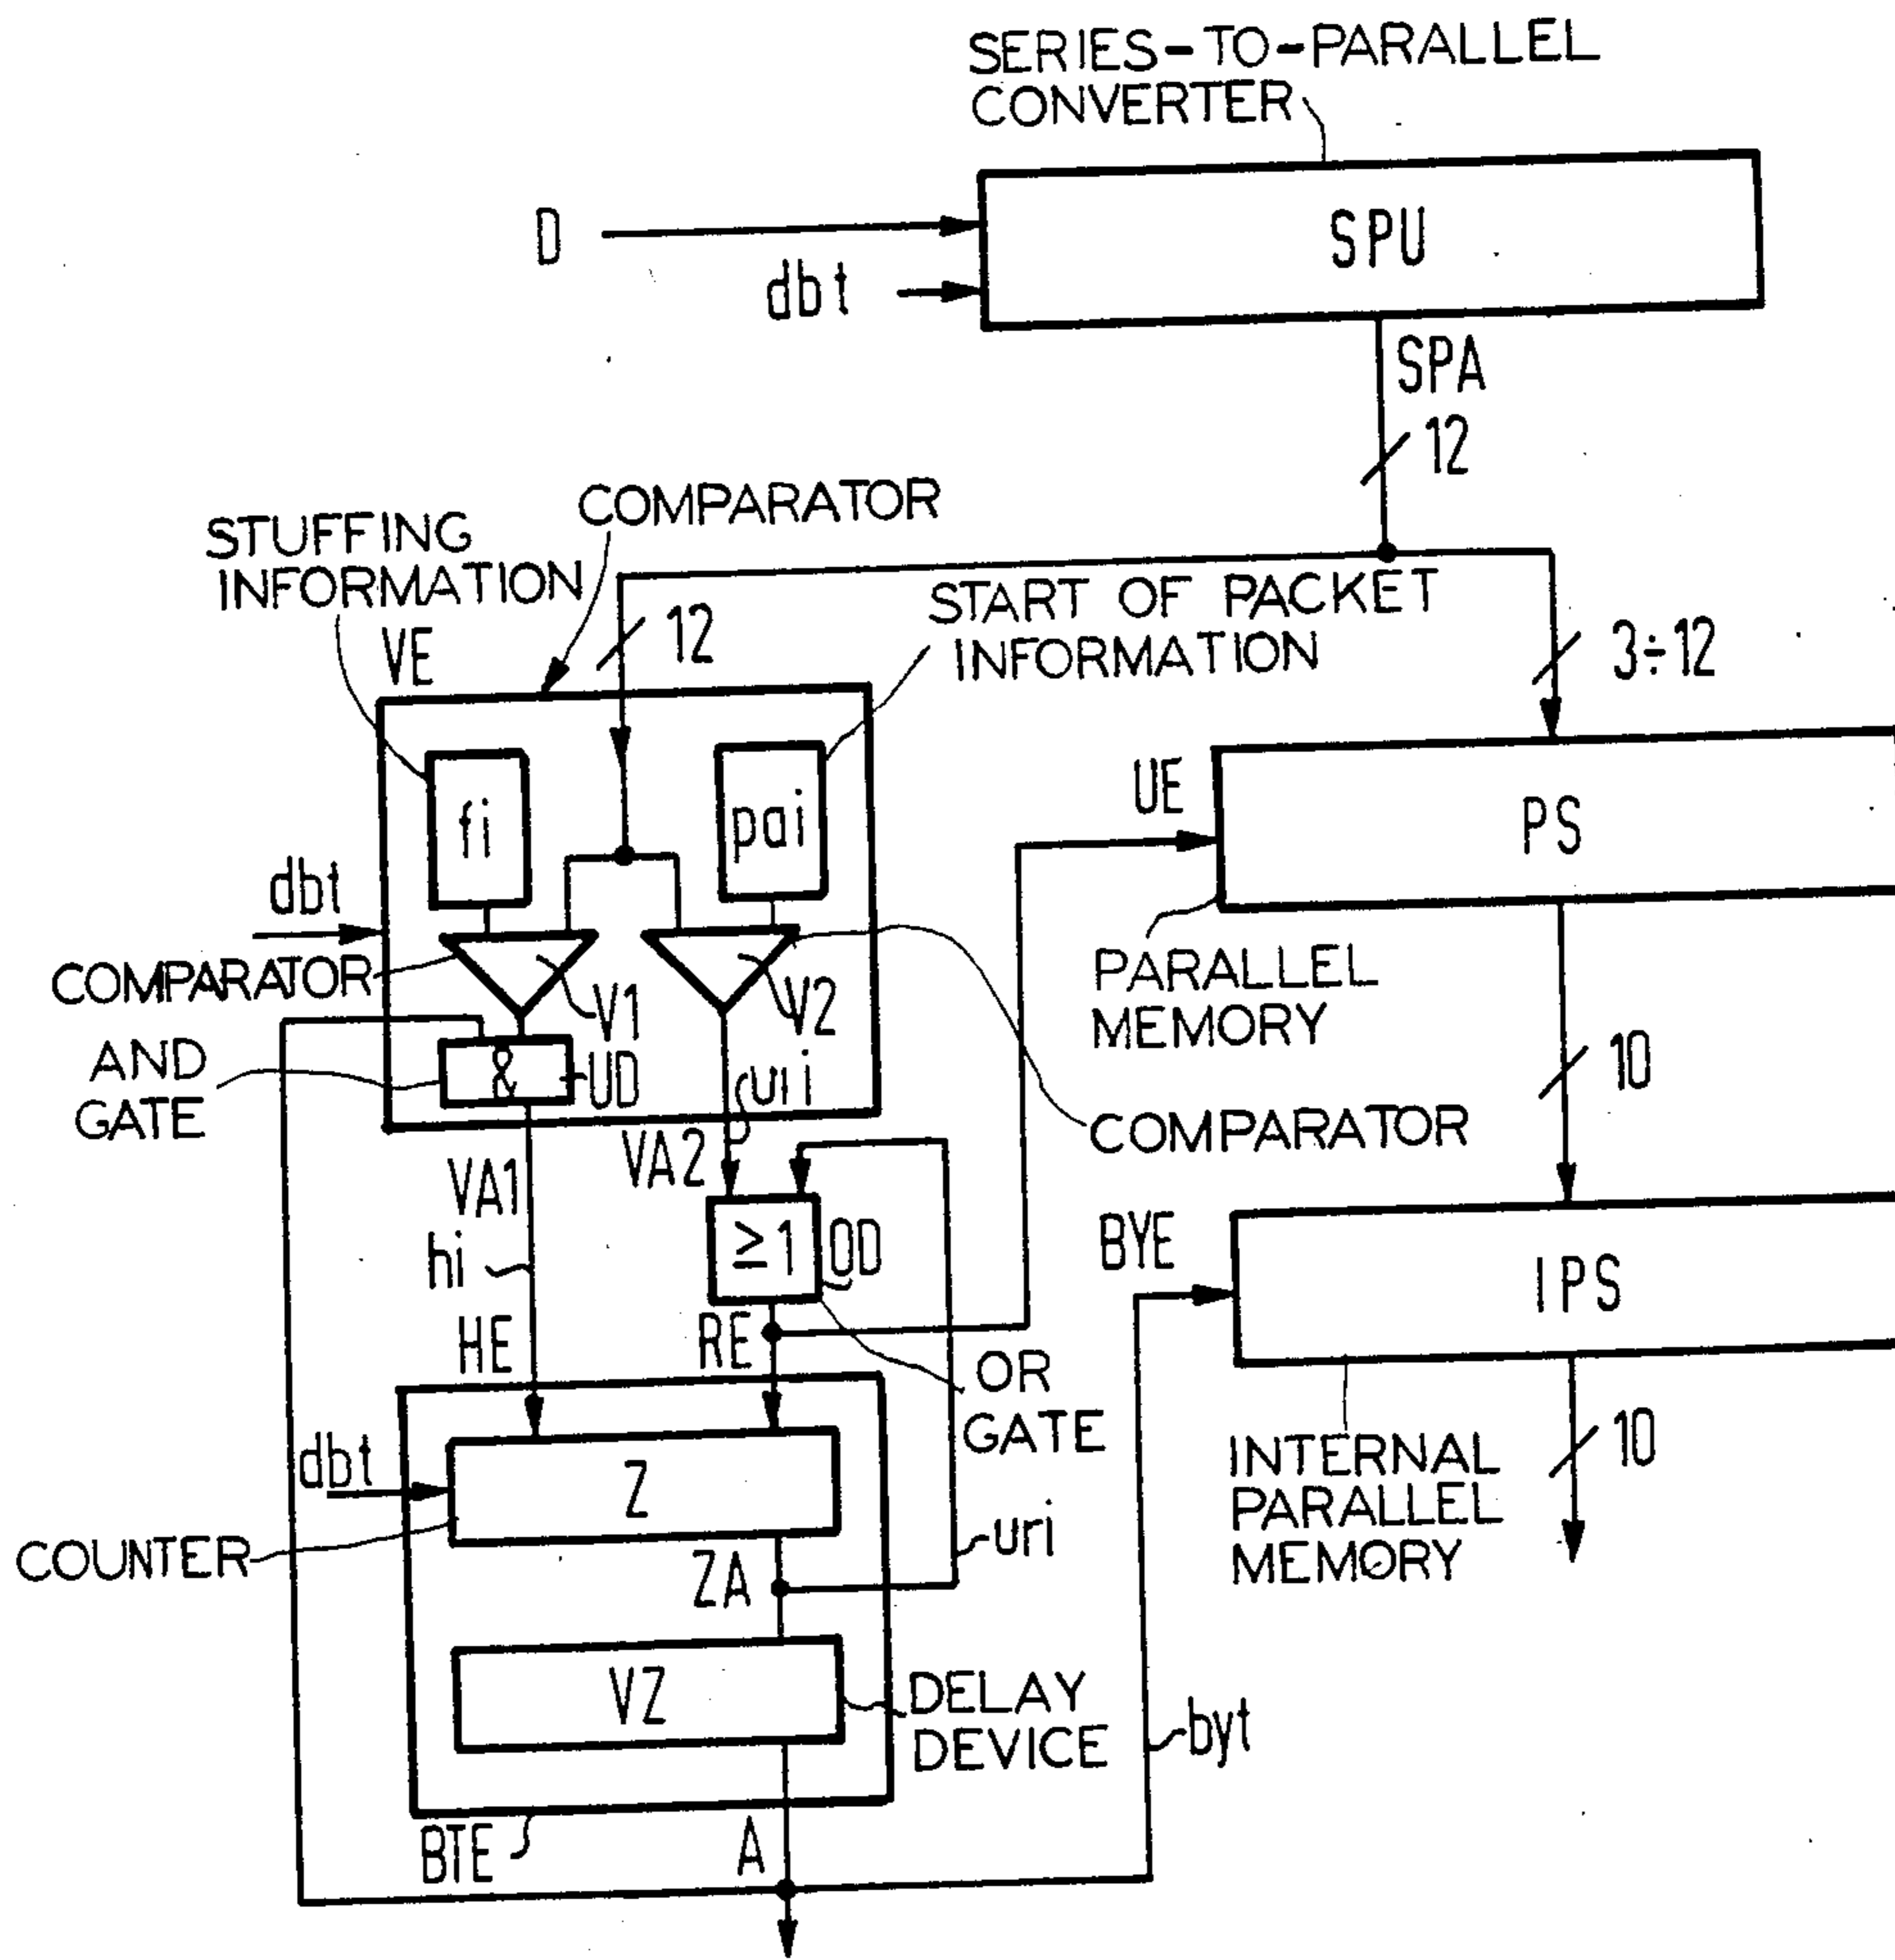 SERIES-TO-PARALLEL
CONVERTER
D
SPU
dbt
SPA
12
COMPARATOR
STUFFING
INFORMATION
START OF PACKET
INFORMATION
VE
12
3÷12
fi
pai
UE
PS
dbt
COMPARATOR
V1
V2
PARALLEL
MEMORY
AND
GATE
&
UD
uri
10
COMPARATOR
VA1
VA2
hi
≥1
OD
BYE
IPS
HE
RE
OR
GATE
dbt
Z
INTERNAL
PARALLEL
MEMORY
10
COUNTER
ZA
uri
VZ
DELAY
DEVICE
byt
BTE
A